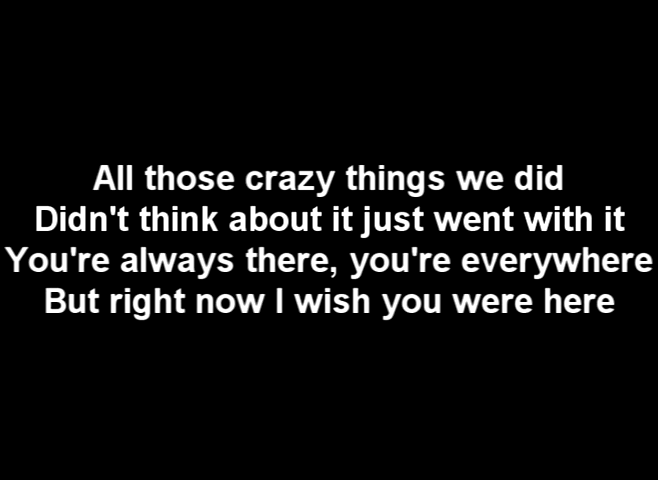 All those crazy things we did
Didn't think about it just went with it
You're always there, you're everywhere
But right now I wish you were here